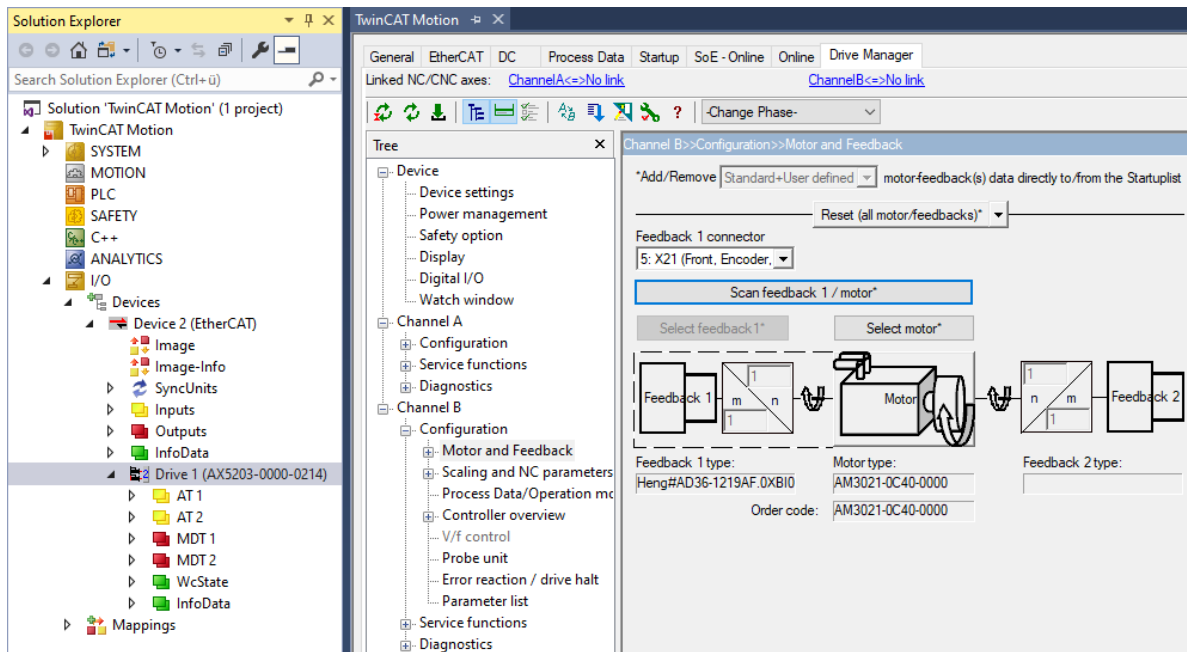 Solution Explorer
Search Solution Explorer (Ctrl+ü)
Solution 'TwinCAT Motion' (1 project)
TwinCAT Motion
SYSTEM
MOTION
PLC
SAFETY
C++
ANALYTICS
I/O
Devices
Device 2 (EtherCAT)
Image
Image-Info
SyncUnits
Inputs
Outputs
InfoData
Drive 1 (AX5203-0000-0214)
AT 1
AT 2
MDT 1
MDT 2
WcState
InfoData
Mappings
TwinCAT Motion
General EtherCAT DC Process Data Startup SoE - Online Online Drive Manager
Linked NC/CNC axes: ChannelA<=>No link ChannelB<=>No link
-Change Phase-
Tree
Device
Device settings
Power management
Safety option
Display
Digital I/O
Watch window
Channel A
Configuration
Service functions
Diagnostics
Channel B
Configuration
Motor and Feedback
Scaling and NC parameters
Process Data/Operation mo
Controller overview
V/f control
Probe unit
Error reaction / drive halt
Parameter list
Service functions
Diagnostics
Channel B>>Configuration>>Motor and Feedback
*Add/Remove Standard+User defined motor-feedback(s) data directly to/from the Startuplist
Reset (all motor/feedbacks)*
Feedback 1 connector
5: X21 (Front, Encoder,
Scan feedback 1 / motor*
Select feedback1* Select motor*
Feedback 1 1 m n 1 Motor 1 n m 1 Feedback 2
Feedback 1 type: Motor type: Feedback 2 type:
Heng#AD36-1219AF.0XBI0 AM3021-0C40-0000
Order code: AM3021-0C40-0000